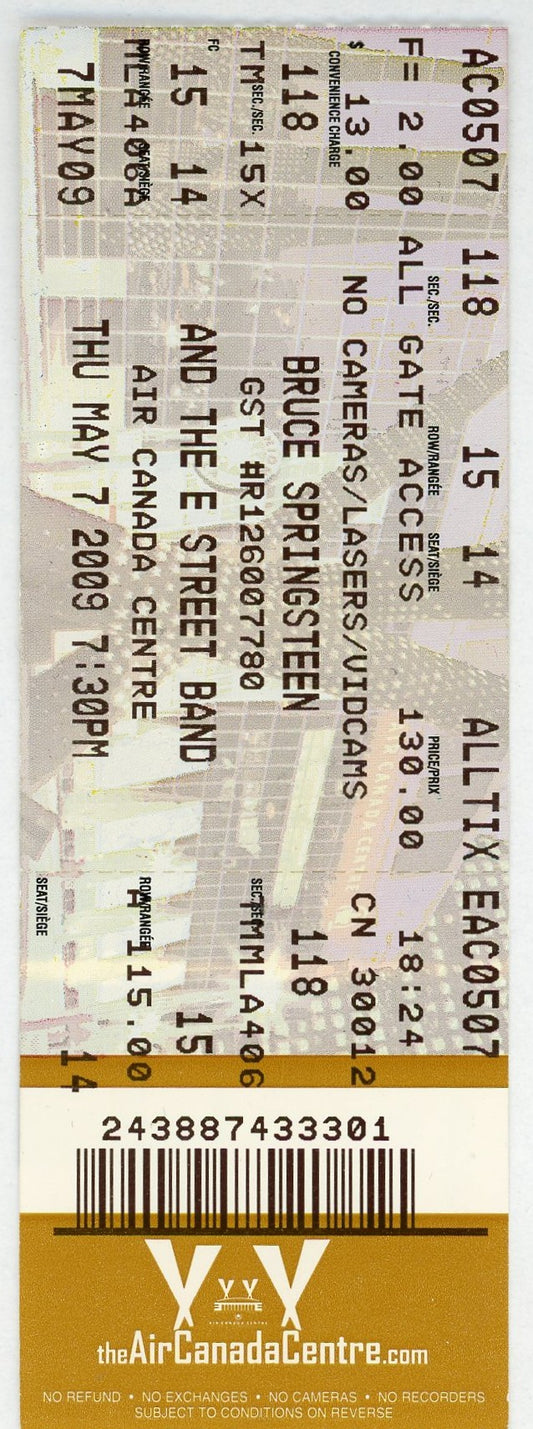 AC0507 118 15 14 ALLTIX EAC0507
SEC./SEC. ROW/RANGÉE SEAT/SIÈGE PRICE/PRIX
F= 2.00 ALL GATE ACCESS 130.00 18:24
$ 13.00 NO CAMERAS/LASERS/VIDCAMS CN 30012
CONVENIENCE CHARGE
118 BRUCE SPRINGSTEEN 118
SEC./SEC. SEC./SEC.
TM 15X GST #R126007780 TMMLA406
FC
15 14 AND THE E STREET BAND 15
ROW/RANGÉE SEAT/SIÈGE ROW/RANGÉE
MLA406A AIR CANADA CENTRE A 115.00
7MAY09 THU MAY 7 2009 7:30PM 14
SEAT/SIÈGE
243887433301
AIR CANADA CENTRE
theAirCanadaCentre.com
NO REFUND • NO EXCHANGES • NO CAMERAS • NO RECORDERS
SUBJECT TO CONDITIONS ON REVERSE